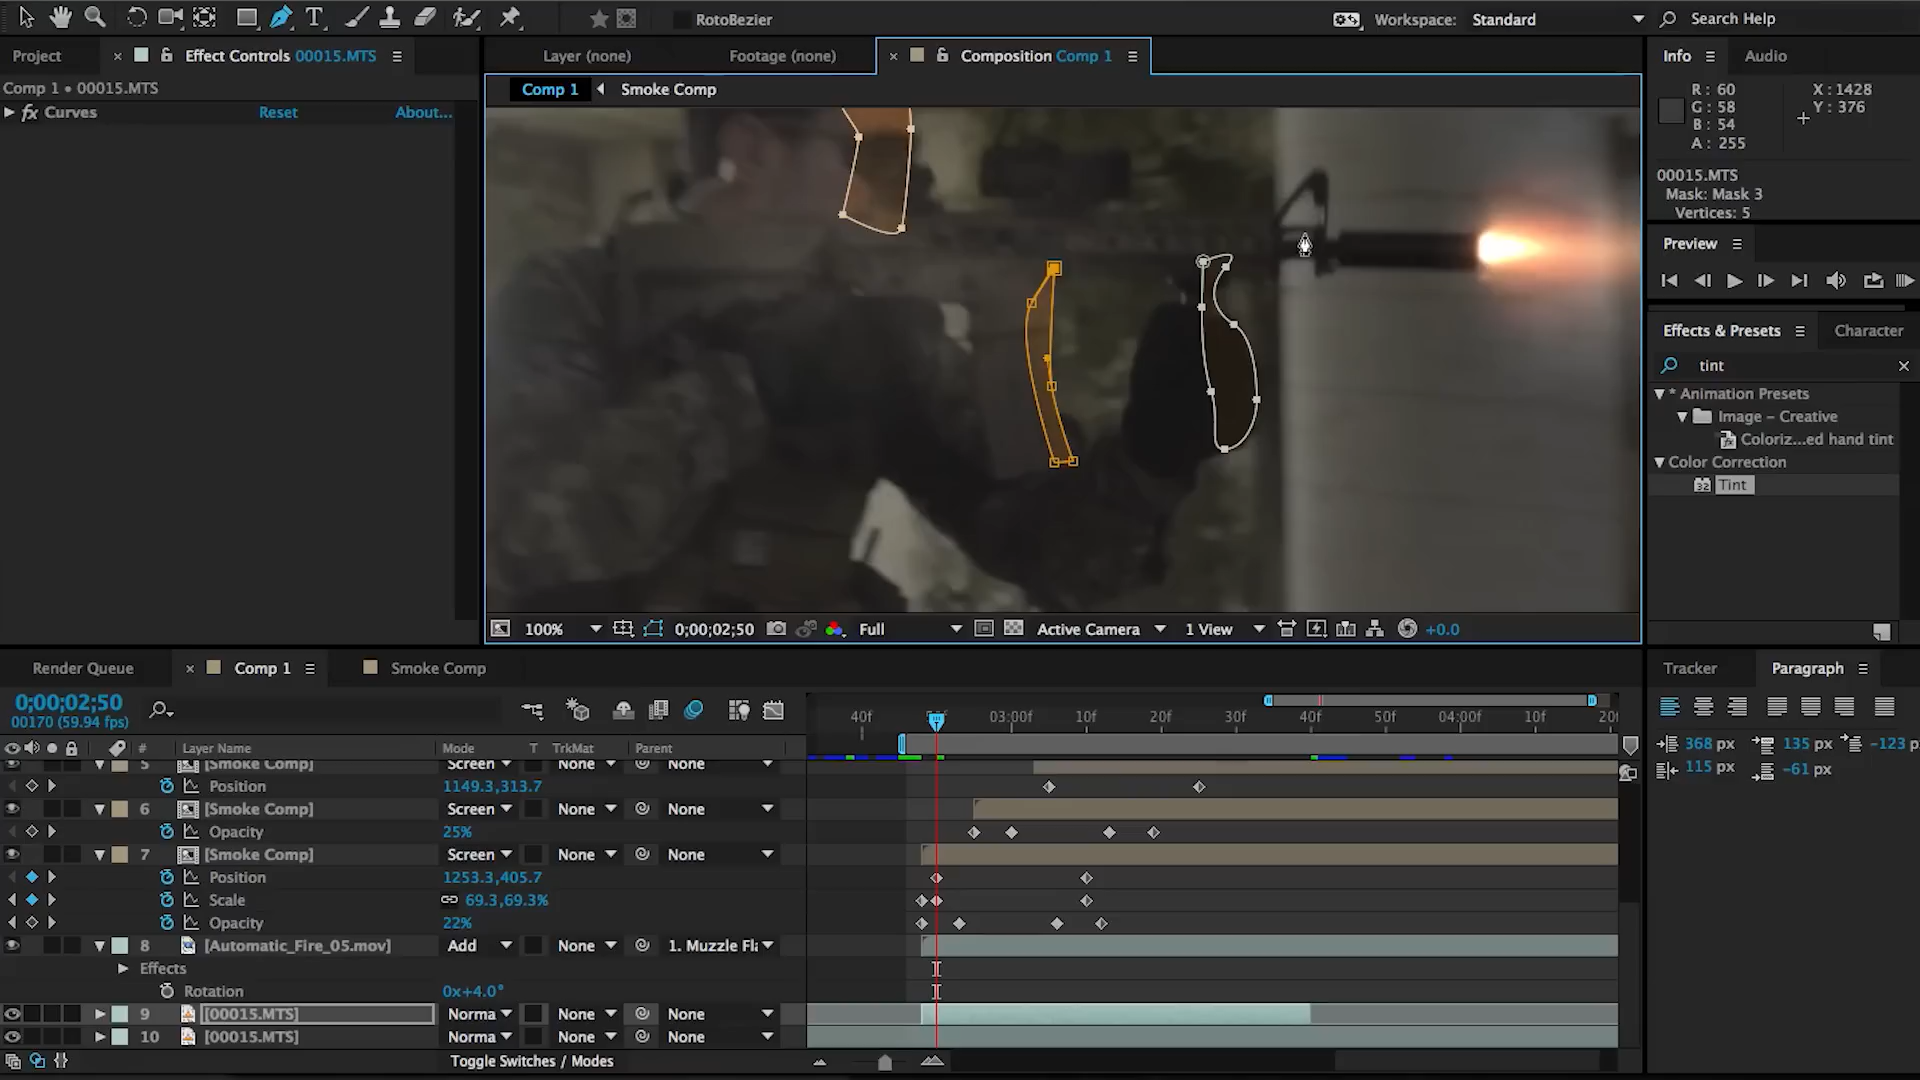 RotoBezier
Workspace: Standard
Search Help
Project
Effect Controls 00015.MTS
Layer (none)
Footage (none)
Composition Comp 1
Info
Audio
Comp 1 • 00015.MTS
Comp 1
Smoke Comp
fx Curves
Reset
About...
R : 60
G : 58
B : 54
A : 255
X : 1428
Y : 376
00015.MTS
Mask: Mask 3
Vertices: 5
Preview
Effects & Presets
Character
tint
* Animation Presets
Image – Creative
Coloriz...ed hand tint
Color Correction
32 Tint
100%
0;00;02;50
Full
Active Camera
1 View
+0.0
Render Queue
Comp 1
Smoke Comp
Tracker
Paragraph
0;00;02;50
00170 (59.94 fps)
40f
03:00f
10f
20f
30f
40f
50f
04:00f
10f
368 px
135 px
115 px
-61 px
# Layer Name Mode T TrkMat Parent
5 [Smoke Comp] Screen None None
Position 1149.3,313.7
6 [Smoke Comp] Screen None None
Opacity 25%
7 [Smoke Comp] Screen None None
Position 1253.3,405.7
Scale 69.3,69.3%
Opacity 22%
8 [Automatic_Fire_05.mov] Add None 1. Muzzle Fl
Effects
Rotation 0x+4.0°
9 [00015.MTS] Norma None None
10 [00015.MTS] Norma None None
Toggle Switches / Modes